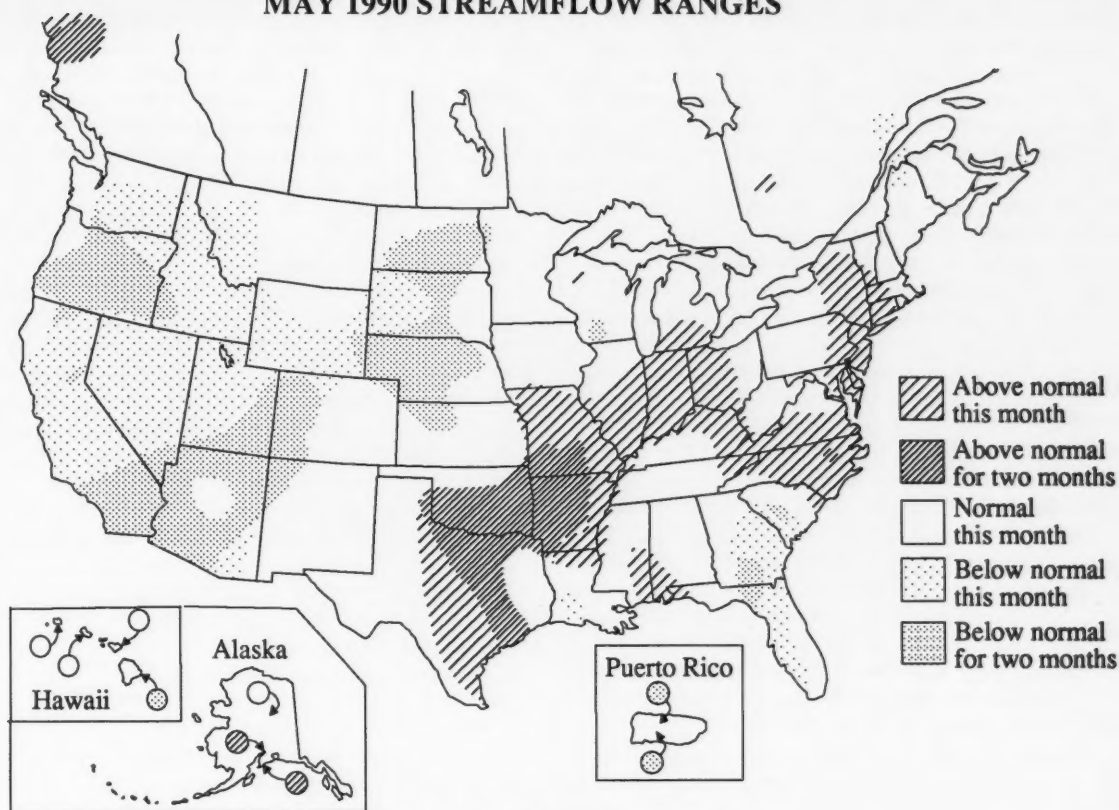 MAY 1990 STREAMFLOW RANGES
Above normal
this month
Above normal
for two months
Normal
this month
Below normal
this month
Below normal
for two months
Hawaii
Alaska
Puerto Rico